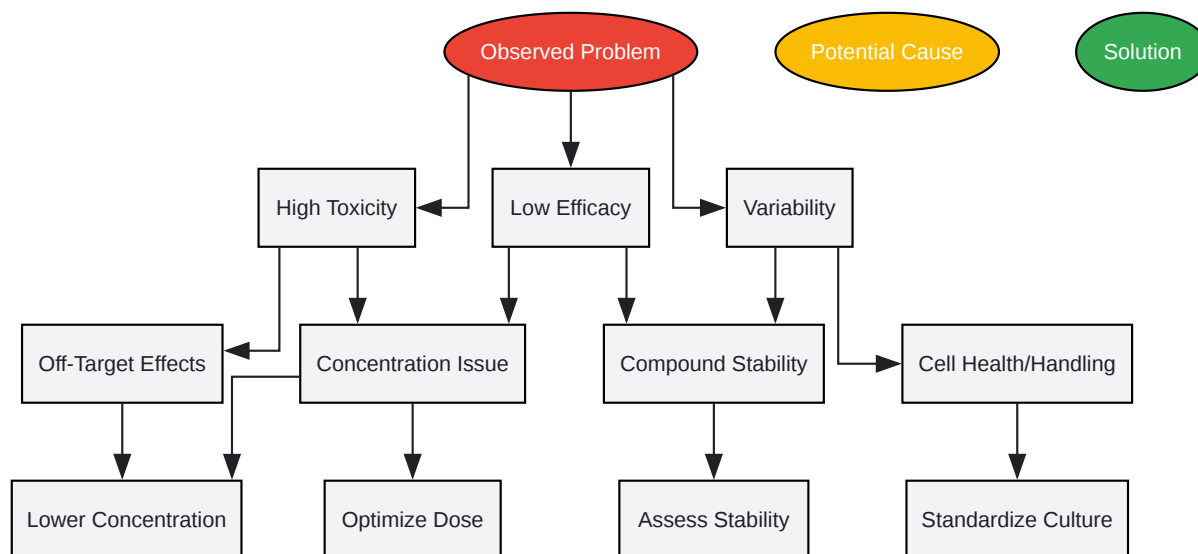 Observed Problem
Potential Cause
Solution
High Toxicity
Low Efficacy
Variability
Off-Target Effects
Concentration Issue
Compound Stability
Cell Health/Handling
Lower Concentration
Optimize Dose
Assess Stability
Standardize Culture